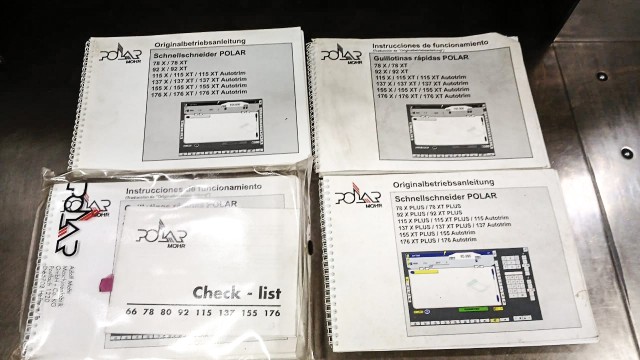 POLAR
MOHR
Originalbetriebsanleitung
Schnellschneider POLAR
78 X / 78 XT
92 X / 92 XT
115 X / 115 XT / 115 XT Autotrim
137 X / 137 XT / 137 XT Autotrim
155 X / 155 XT / 155 XT Autotrim
176 X / 176 XT / 176 XT Autotrim
POLAR
MOHR
Instrucciones de funcionamiento
Guillotinas rápidas POLAR
78 X / 78 XT
92 X / 92 XT
115 X / 115 XT / 115 XT Autotrim
137 X / 137 XT / 137 XT Autotrim
155 X / 155 XT / 155 XT Autotrim
176 X / 176 XT / 176 XT Autotrim
POLAR
MOHR
Adolf Mohr
Instrucciones de funcionamiento
POLAR
MOHR
Check - list
66 78 80 92 115 137 155 176
POLAR
MOHR
Originalbetriebsanleitung
Schnellschneider POLAR
78 X PLUS / 78 XT PLUS
92 X PLUS / 92 XT PLUS
115 X PLUS / 115 XT PLUS / 115 Autotrim
137 X PLUS / 137 XT PLUS / 137 Autotrim
155 XT PLUS / 155 Autotrim
176 XT PLUS / 176 Autotrim